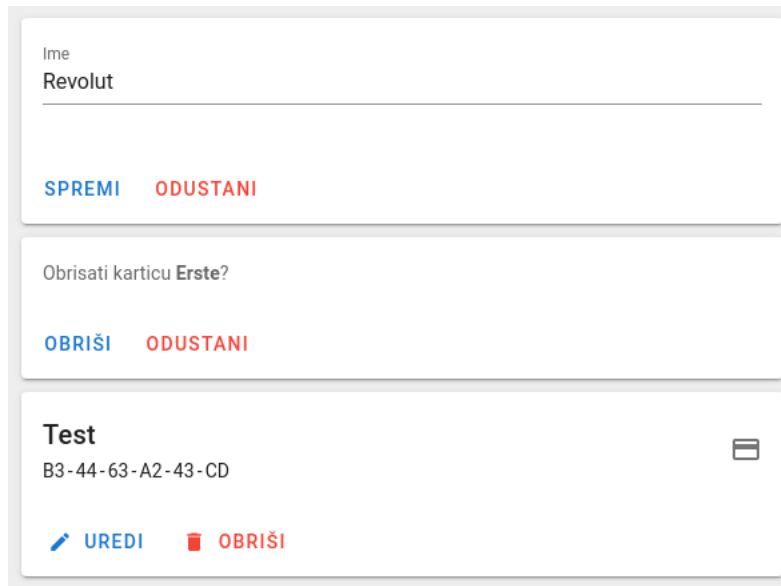 Ime
Revolut
SPREMI ODUSTANI
Obrisati karticu Erste?
OBRIŠI ODUSTANI
Test
B3-44-63-A2-43-CD
UREDI OBRIŠI